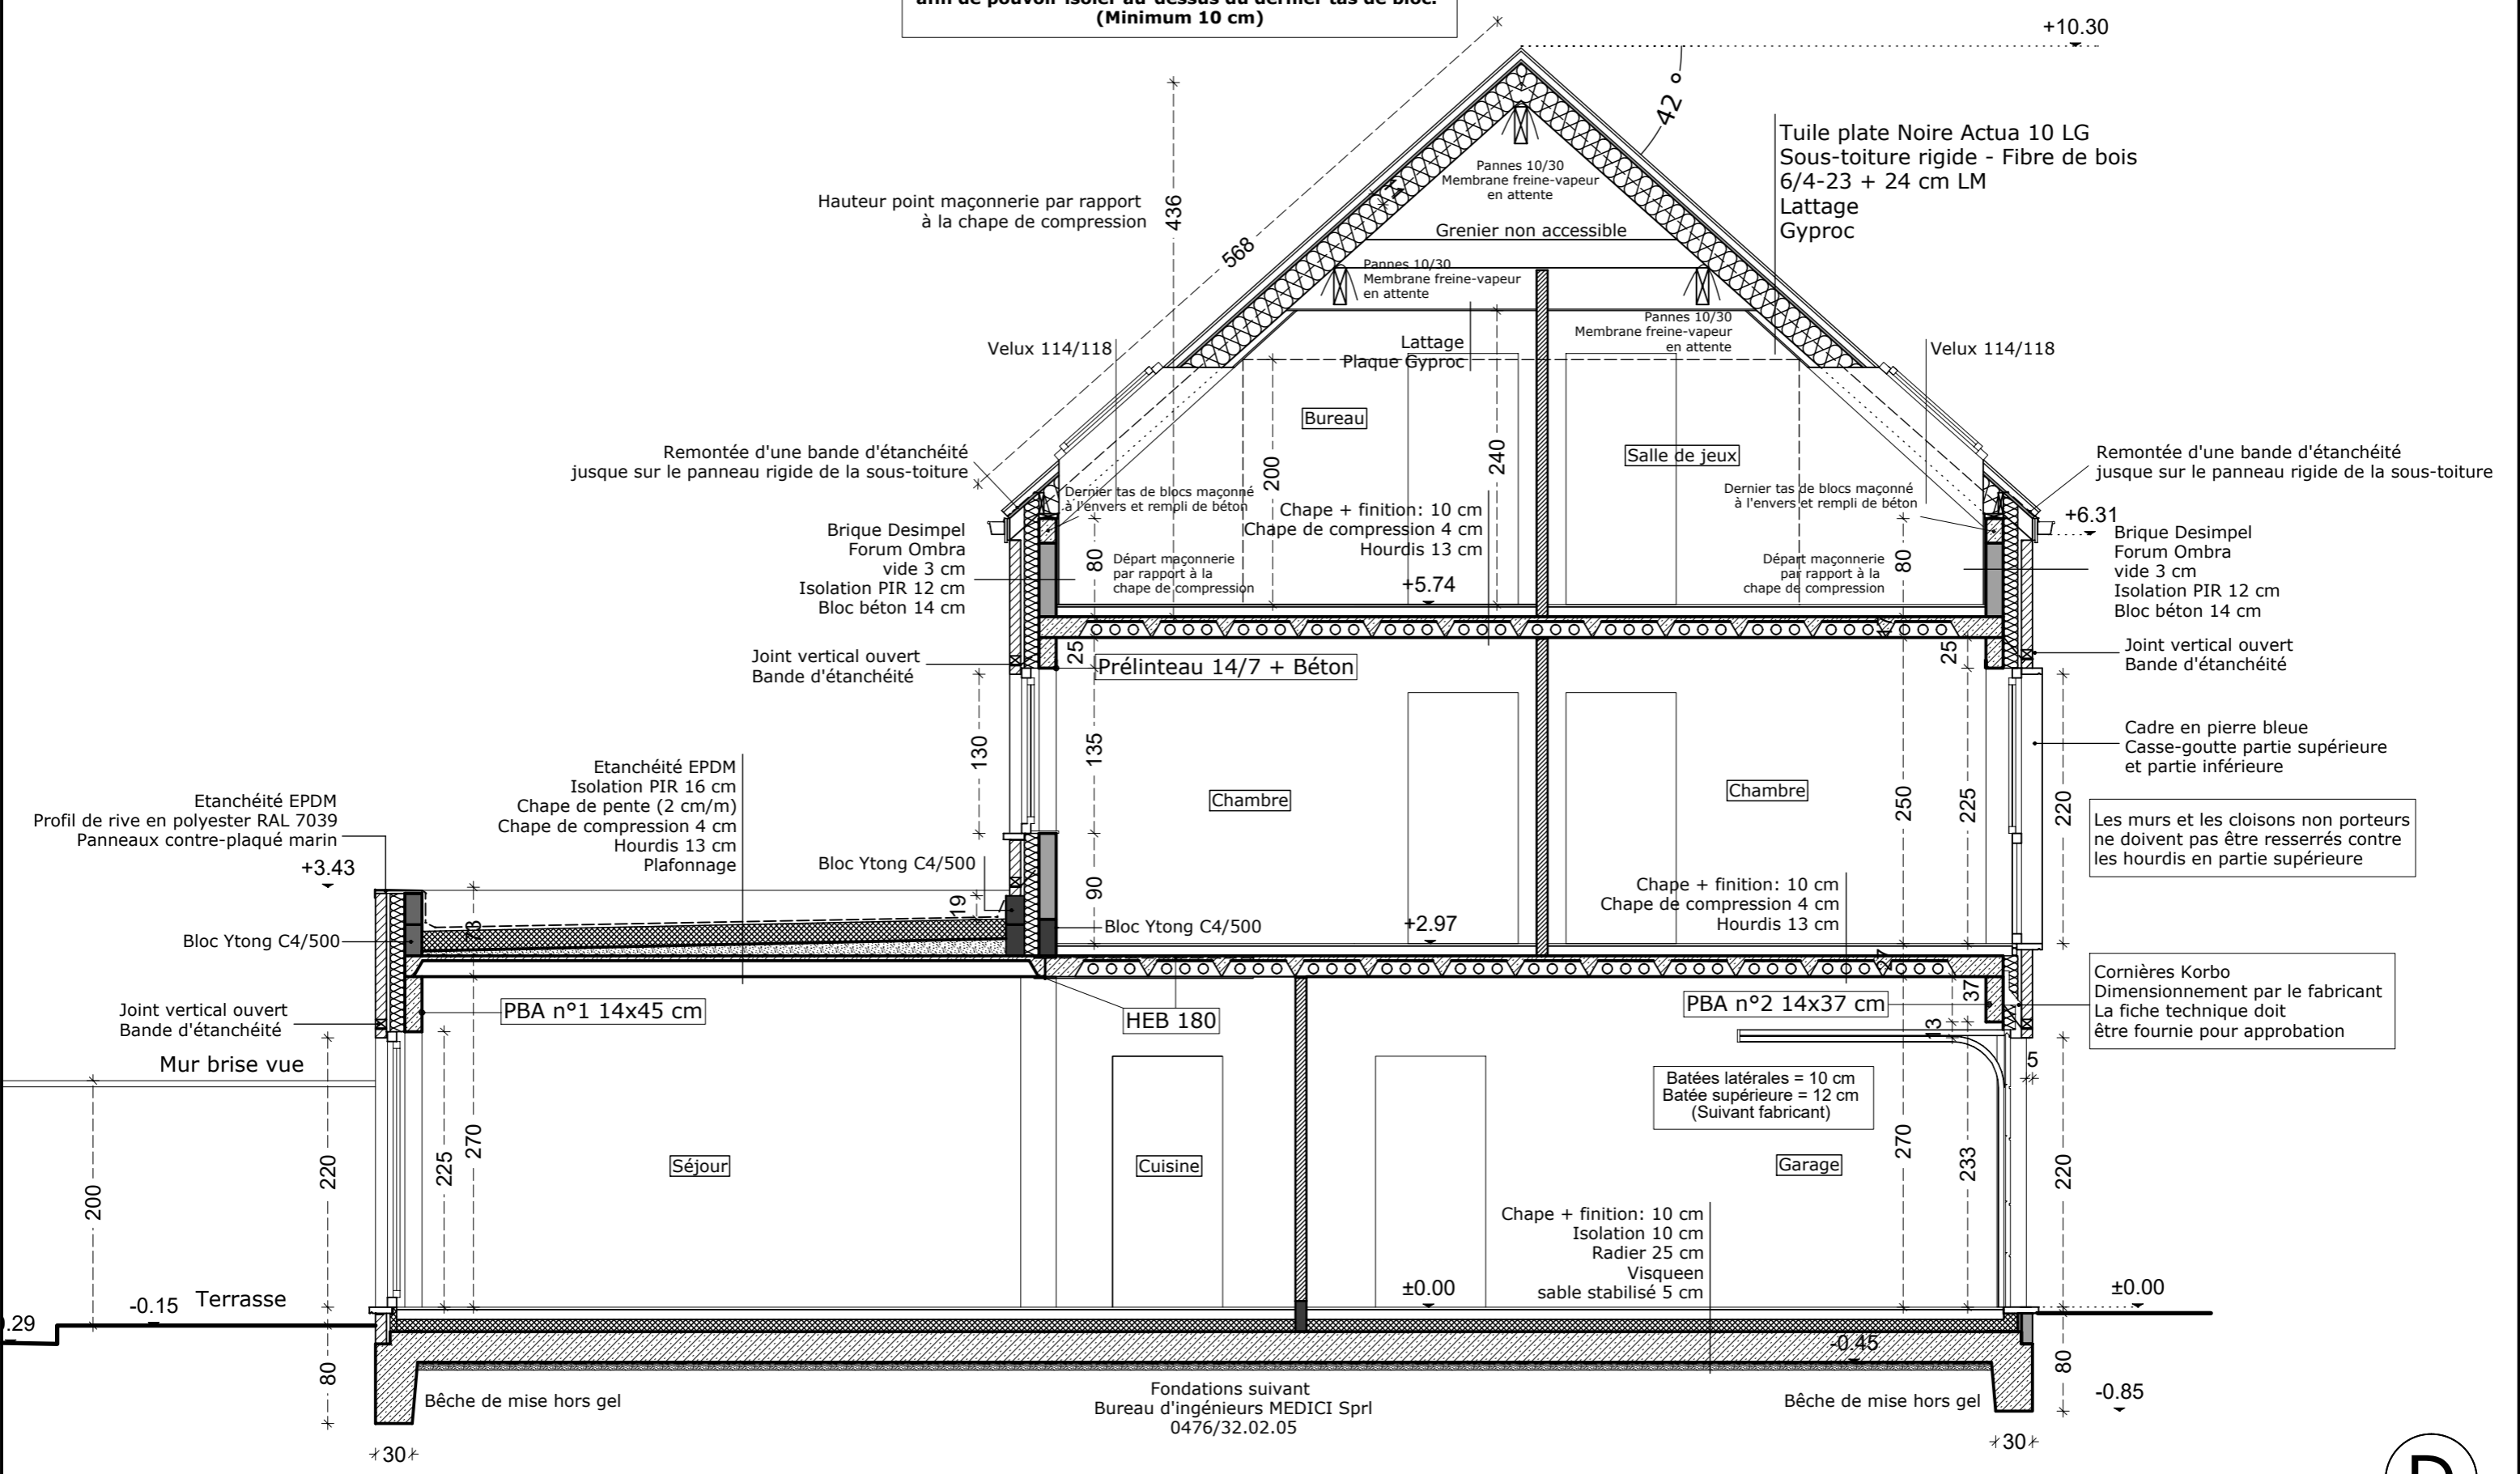 (Minimum 10 cm)
+10.30
42 °
Tuile plate Noire Actua 10 LG
Sous-toiture rigide - Fibre de bois
6/4-23 + 24 cm LM
Lattage
Gyproc
Pannes 10/30
Membrane freine-vapeur
en attente
Hauteur point maçonnerie par rapport
à la chape de compression
436
568
Grenier non accessible
Pannes 10/30
Membrane freine-vapeur
en attente
Pannes 10/30
Membrane freine-vapeur
en attente
Lattage
Plaque Gyproc
Velux 114/118
Velux 114/118
Bureau
Salle de jeux
200
240
Remontée d'une bande d'étanchéité
jusque sur le panneau rigide de la sous-toiture
Remontée d'une bande d'étanchéité
jusque sur le panneau rigide de la sous-toiture
Dernier tas de blocs maçonné
à l'envers et rempli de béton
Dernier tas de blocs maçonné
à l'envers et rempli de béton
Chape + finition: 10 cm
Chape de compression 4 cm
Hourdis 13 cm
+6.31
Brique Desimpel
Forum Ombra
vide 3 cm
Isolation PIR 12 cm
Bloc béton 14 cm
Brique Desimpel
Forum Ombra
vide 3 cm
Isolation PIR 12 cm
Bloc béton 14 cm
80
Départ maçonnerie
par rapport à la
chape de compression
Départ maçonnerie
par rapport à la
chape de compression
80
+5.74
Joint vertical ouvert
Bande d'étanchéité
25
Prélinteau 14/7 + Béton
25
Joint vertical ouvert
Bande d'étanchéité
130
135
90
Chambre
Chambre
250
225
220
Cadre en pierre bleue
Casse-goutte partie supérieure
et partie inférieure
Les murs et les cloisons non porteurs
ne doivent pas être resserrés contre
les hourdis en partie supérieure
Etanchéité EPDM
Profil de rive en polyester RAL 7039
Panneaux contre-plaqué marin
+3.43
Etanchéité EPDM
Isolation PIR 16 cm
Chape de pente (2 cm/m)
Chape de compression 4 cm
Hourdis 13 cm
Plafonnage
Bloc Ytong C4/500
19
Bloc Ytong C4/500
Bloc Ytong C4/500
+2.97
Chape + finition: 10 cm
Chape de compression 4 cm
Hourdis 13 cm
27
Joint vertical ouvert
Bande d'étanchéité
PBA n°1 14x45 cm
HEB 180
PBA n°2 14x37 cm
37
13
Cornières Korbo
Dimensionnement par le fabricant
La fiche technique doit
être fournie pour approbation
Mur brise vue
5
Batées latérales = 10 cm
Batée supérieure = 12 cm
(Suivant fabricant)
200
220
225
270
Séjour
Cuisine
Garage
270
233
220
Chape + finition: 10 cm
Isolation 10 cm
Radier 25 cm
Visqueen
sable stabilisé 5 cm
±0.00
±0.00
.29
-0.15
Terrasse
-0.45
80
80
-0.85
Bêche de mise hors gel
Fondations suivant
Bureau d'ingénieurs MEDICI Sprl
0476/32.02.05
Bêche de mise hors gel
30
30